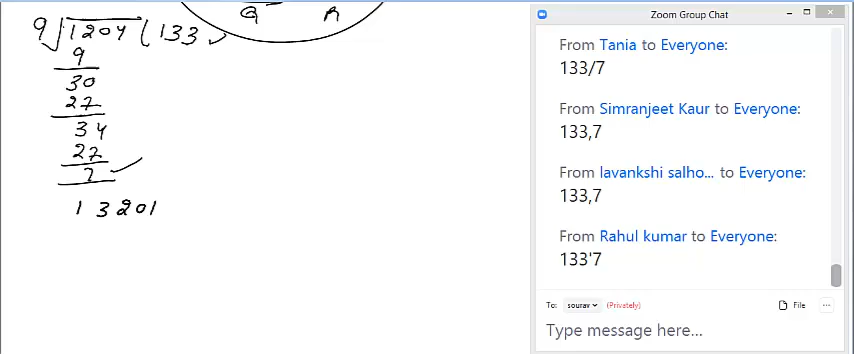 Q R
9 1204 133
9
30
27
34
27
7
13201
Zoom Group Chat
From Tania to Everyone:
133/7
From Simranjeet Kaur to Everyone:
133,7
From lavankshi salho... to Everyone:
133,7
From Rahul kumar to Everyone:
133'7
To: sourav (Privately) File ...
Type message here...